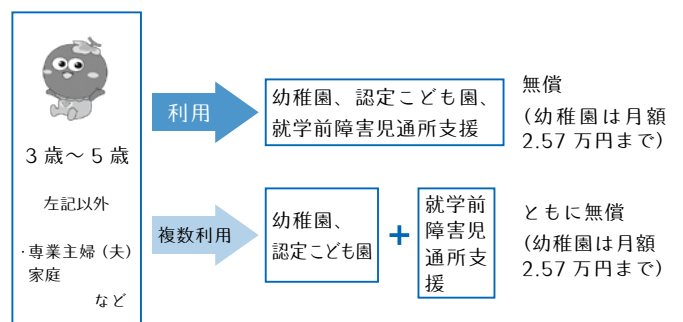 3歳～5歳
左記以外
・専業主婦（夫）
家庭
など
利用
幼稚園、認定こども園、
就学前障害児通所支援
無償
(幼稚園は月額
2.57 万円まで)
複数利用
幼稚園、
認定こども園
+
就学前
障害児
通所支
援
ともに無償
(幼稚園は月額
2.57 万円まで)